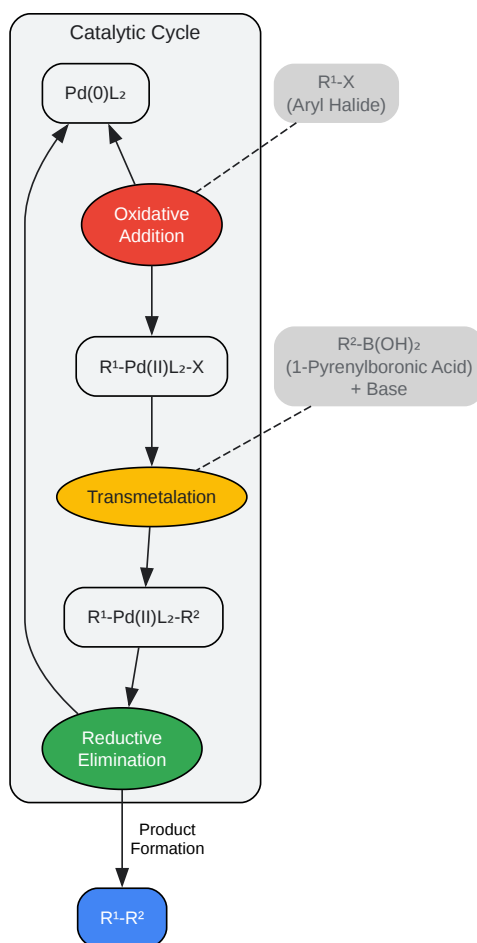 Catalytic Cycle
Pd(0)L₂
R¹-X
(Aryl Halide)
Oxidative
Addition
R¹-Pd(II)L₂-X
R²-B(OH)₂
(1-Pyrenylboronic Acid)
+ Base
Transmetalation
R¹-Pd(II)L₂-R²
Reductive
Elimination
Product
Formation
R¹-R²